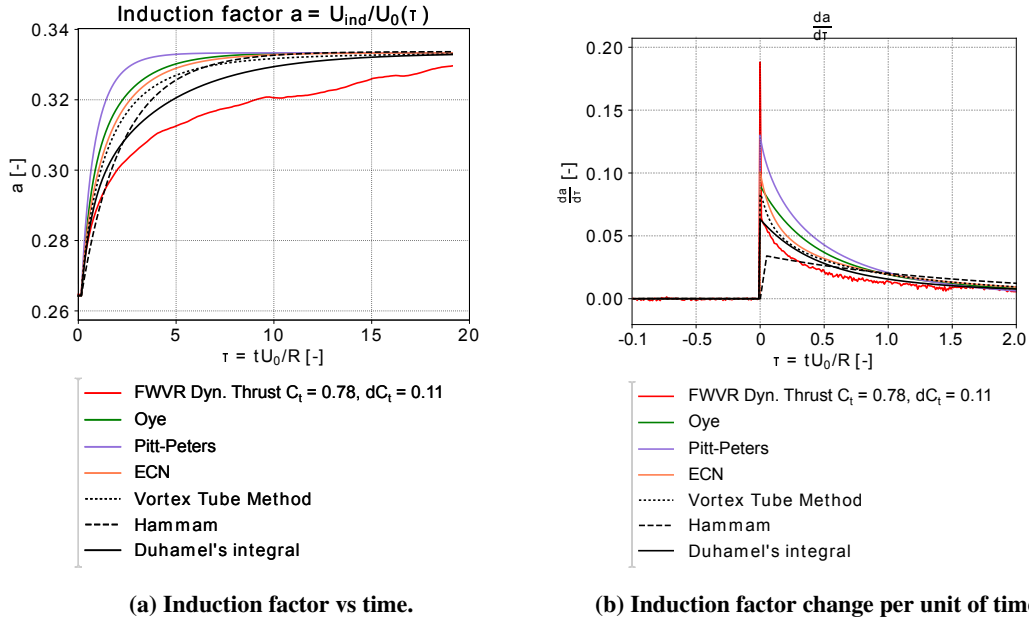 Induction factor a = U_ind/U_0(τ)
0.34
0.32
0.30
0.28
0.26
a [-]
0
5
10
15
20
τ = tU_0/R [-]
FWVR Dyn. Thrust C_t = 0.78, dC_t = 0.11
Oye
Pitt-Peters
ECN
Vortex Tube Method
Hammam
Duhamel's integral
(a) Induction factor vs time.
da
dτ
0.20
0.15
0.10
0.05
0.00
da/dτ [-]
-0.1
0
0.5
1.0
1.5
2.0
τ = tU_0/R [-]
FWVR Dyn. Thrust C_t = 0.78, dC_t = 0.11
Oye
Pitt-Peters
ECN
Vortex Tube Method
Hammam
Duhamel's integral
(b) Induction factor change per unit of time